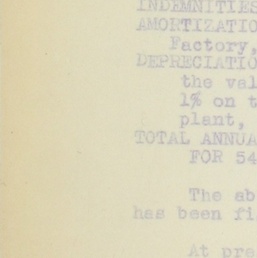 INDEMNITIES
AMORTIZATIO
Factory,
DEPRECIATIO
the val
1% on t
plant,
TOTAL ANNUA
FOR 54
The ab
has been fi
At pre